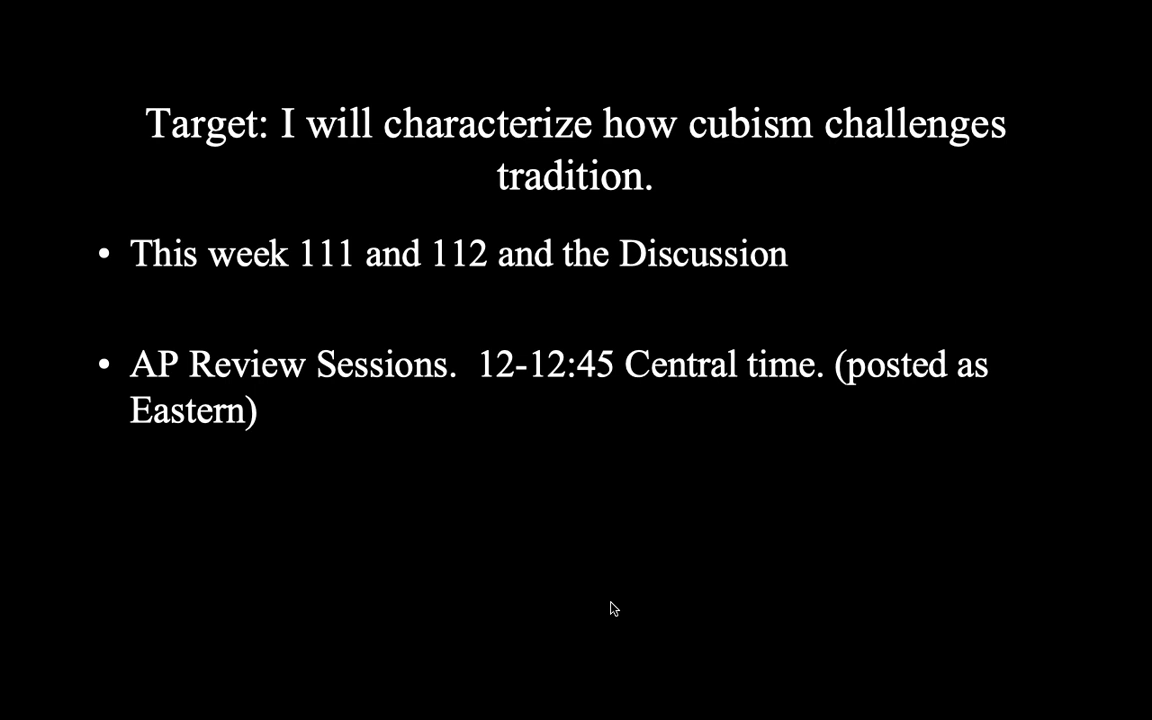 Target: I will characterize how cubism challenges
tradition.
• This week 111 and 112 and the Discussion
• AP Review Sessions.  12-12:45 Central time. (posted as
Eastern)